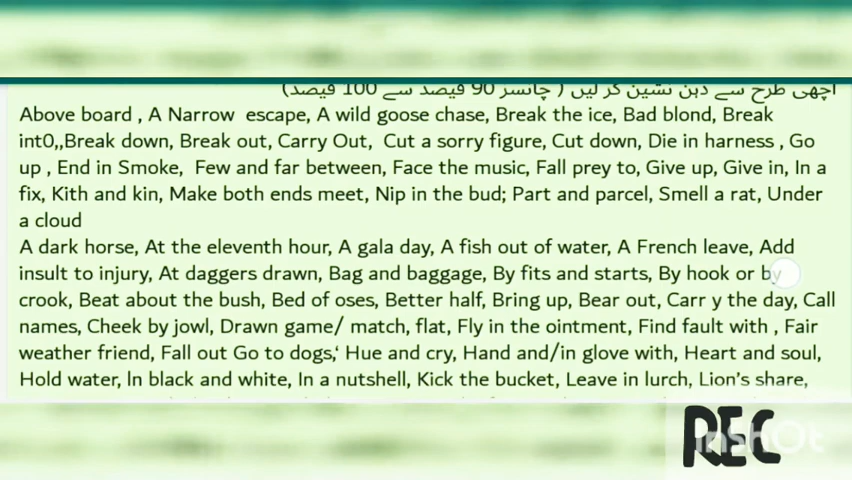 اچھی طرح سے ذہن نشین کر لیں ( چانسز 90 فیصد سے 100 فیصد)
Above board , A Narrow escape, A wild goose chase, Break the ice, Bad blond, Break
int0,,Break down, Break out, Carry Out, Cut a sorry figure, Cut down, Die in harness , Go
up , End in Smoke, Few and far between, Face the music, Fall prey to, Give up, Give in, In a
fix, Kith and kin, Make both ends meet, Nip in the bud; Part and parcel, Smell a rat, Under
a cloud
A dark horse, At the eleventh hour, A gala day, A fish out of water, A French leave, Add
insult to injury, At daggers drawn, Bag and baggage, By fits and starts, By hook or by
crook, Beat about the bush, Bed of oses, Better half, Bring up, Bear out, Carr y the day, Call
names, Cheek by jowl, Drawn game/ match, flat, Fly in the ointment, Find fault with , Fair
weather friend, Fall out Go to dogs,‘ Hue and cry, Hand and/in glove with, Heart and soul,
Hold water, ln black and white, In a nutshell, Kick the bucket, Leave in lurch, Lion’s share,
REC
InShOt